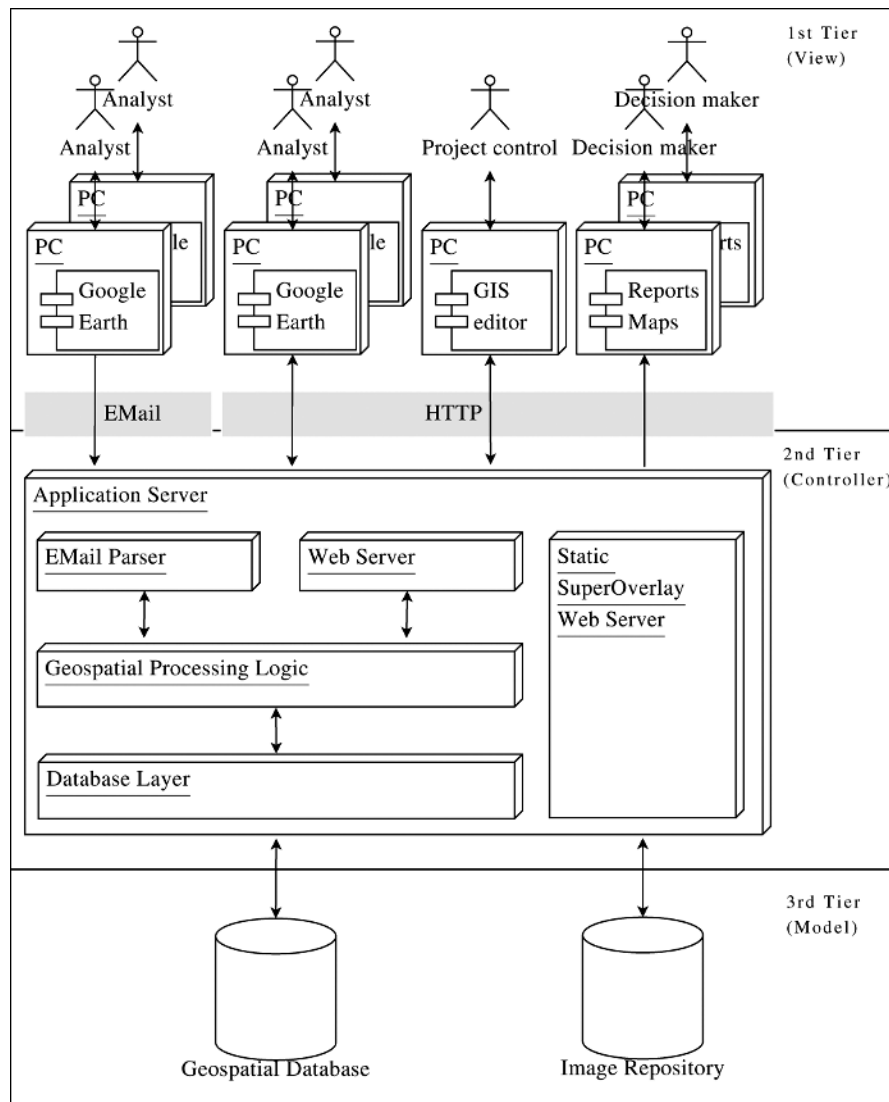 1st Tier
(View)
Analyst
Analyst
Decision maker
Analyst
Analyst
Project control
Decision maker
PC
PC
PC
le
le
rts
PC
PC
PC
PC
Google
Earth
Google
Earth
GIS
editor
Reports
Maps
EMail
HTTP
2nd Tier
(Controller)
Application Server
EMail Parser
Web Server
Static
SuperOverlay
Web Server
Geospatial Processing Logic
Database Layer
3rd Tier
(Model)
Geospatial Database
Image Repository